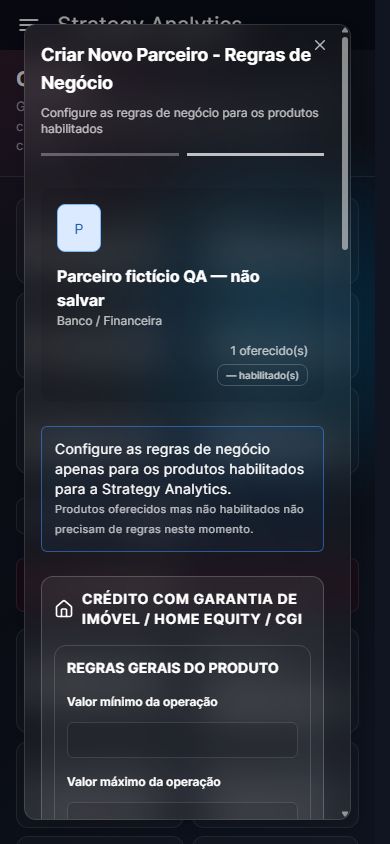 Strategy Analytics
Criar Novo Parceiro - Regras de
Negócio
Configure as regras de negócio para os produtos
habilitados
P
Parceiro fictício QA — não
salvar
Banco / Financeira
1 oferecido(s)
— habilitado(s)
Configure as regras de negócio
apenas para os produtos habilitados
para a Strategy Analytics.
Produtos oferecidos mas não habilitados não
precisam de regras neste momento.
CRÉDITO COM GARANTIA DE
IMÓVEL / HOME EQUITY / CGI
REGRAS GERAIS DO PRODUTO
Valor mínimo da operação
Valor máximo da operação